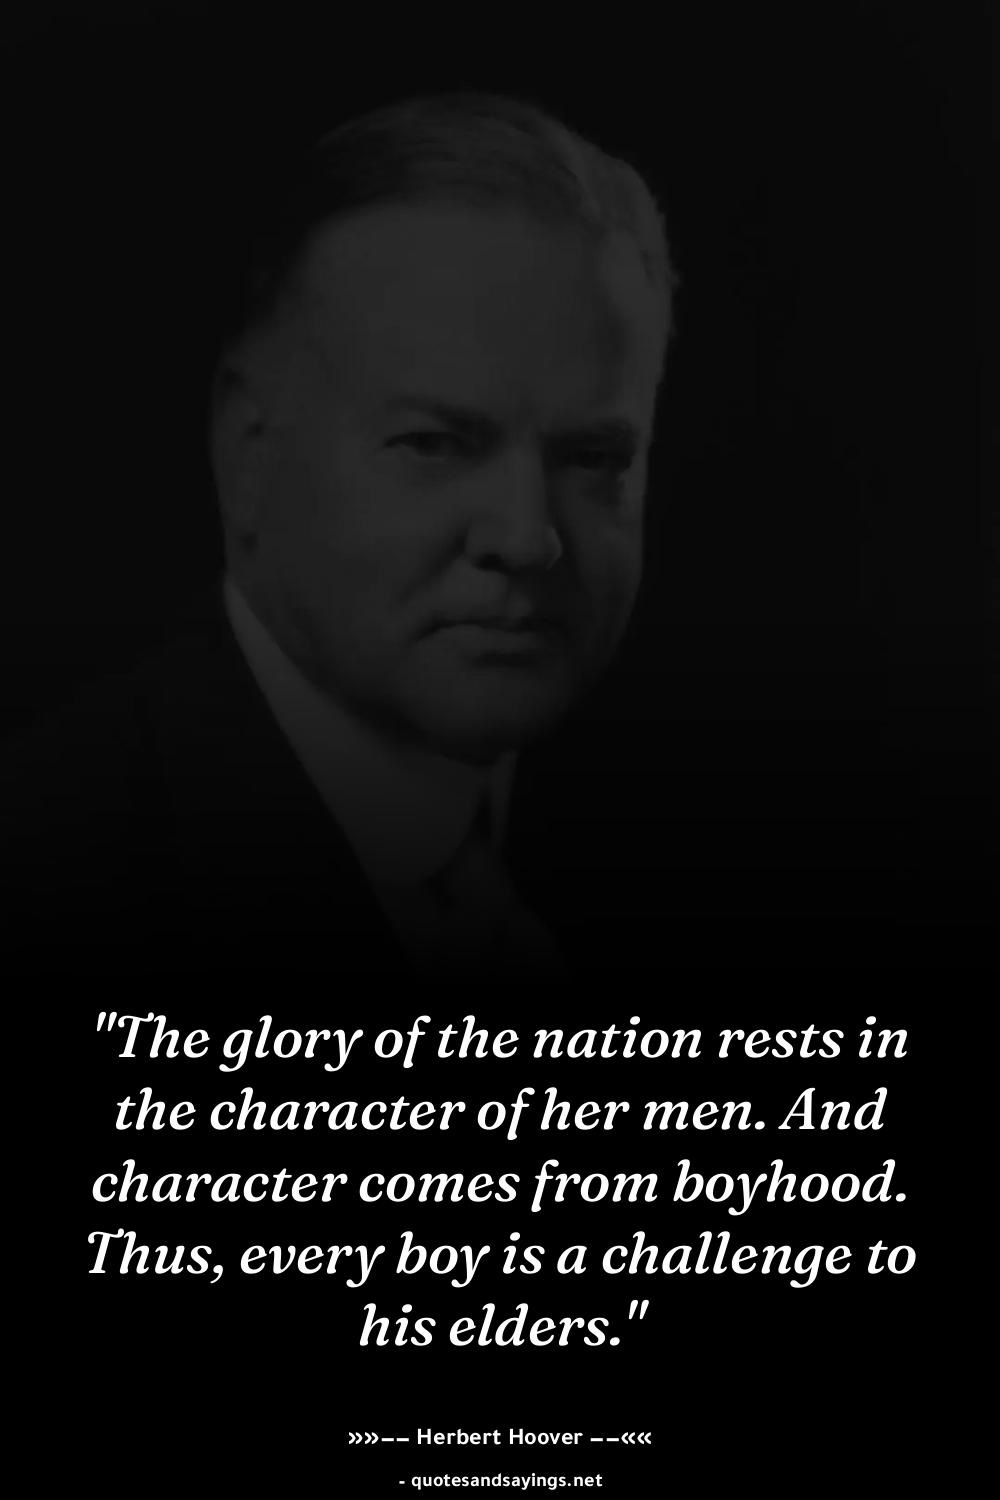 "The glory of the nation rests in
the character of her men. And
character comes from boyhood.
Thus, every boy is a challenge to
his elders."
»»−− Herbert Hoover −−««
- quotesandsayings.net